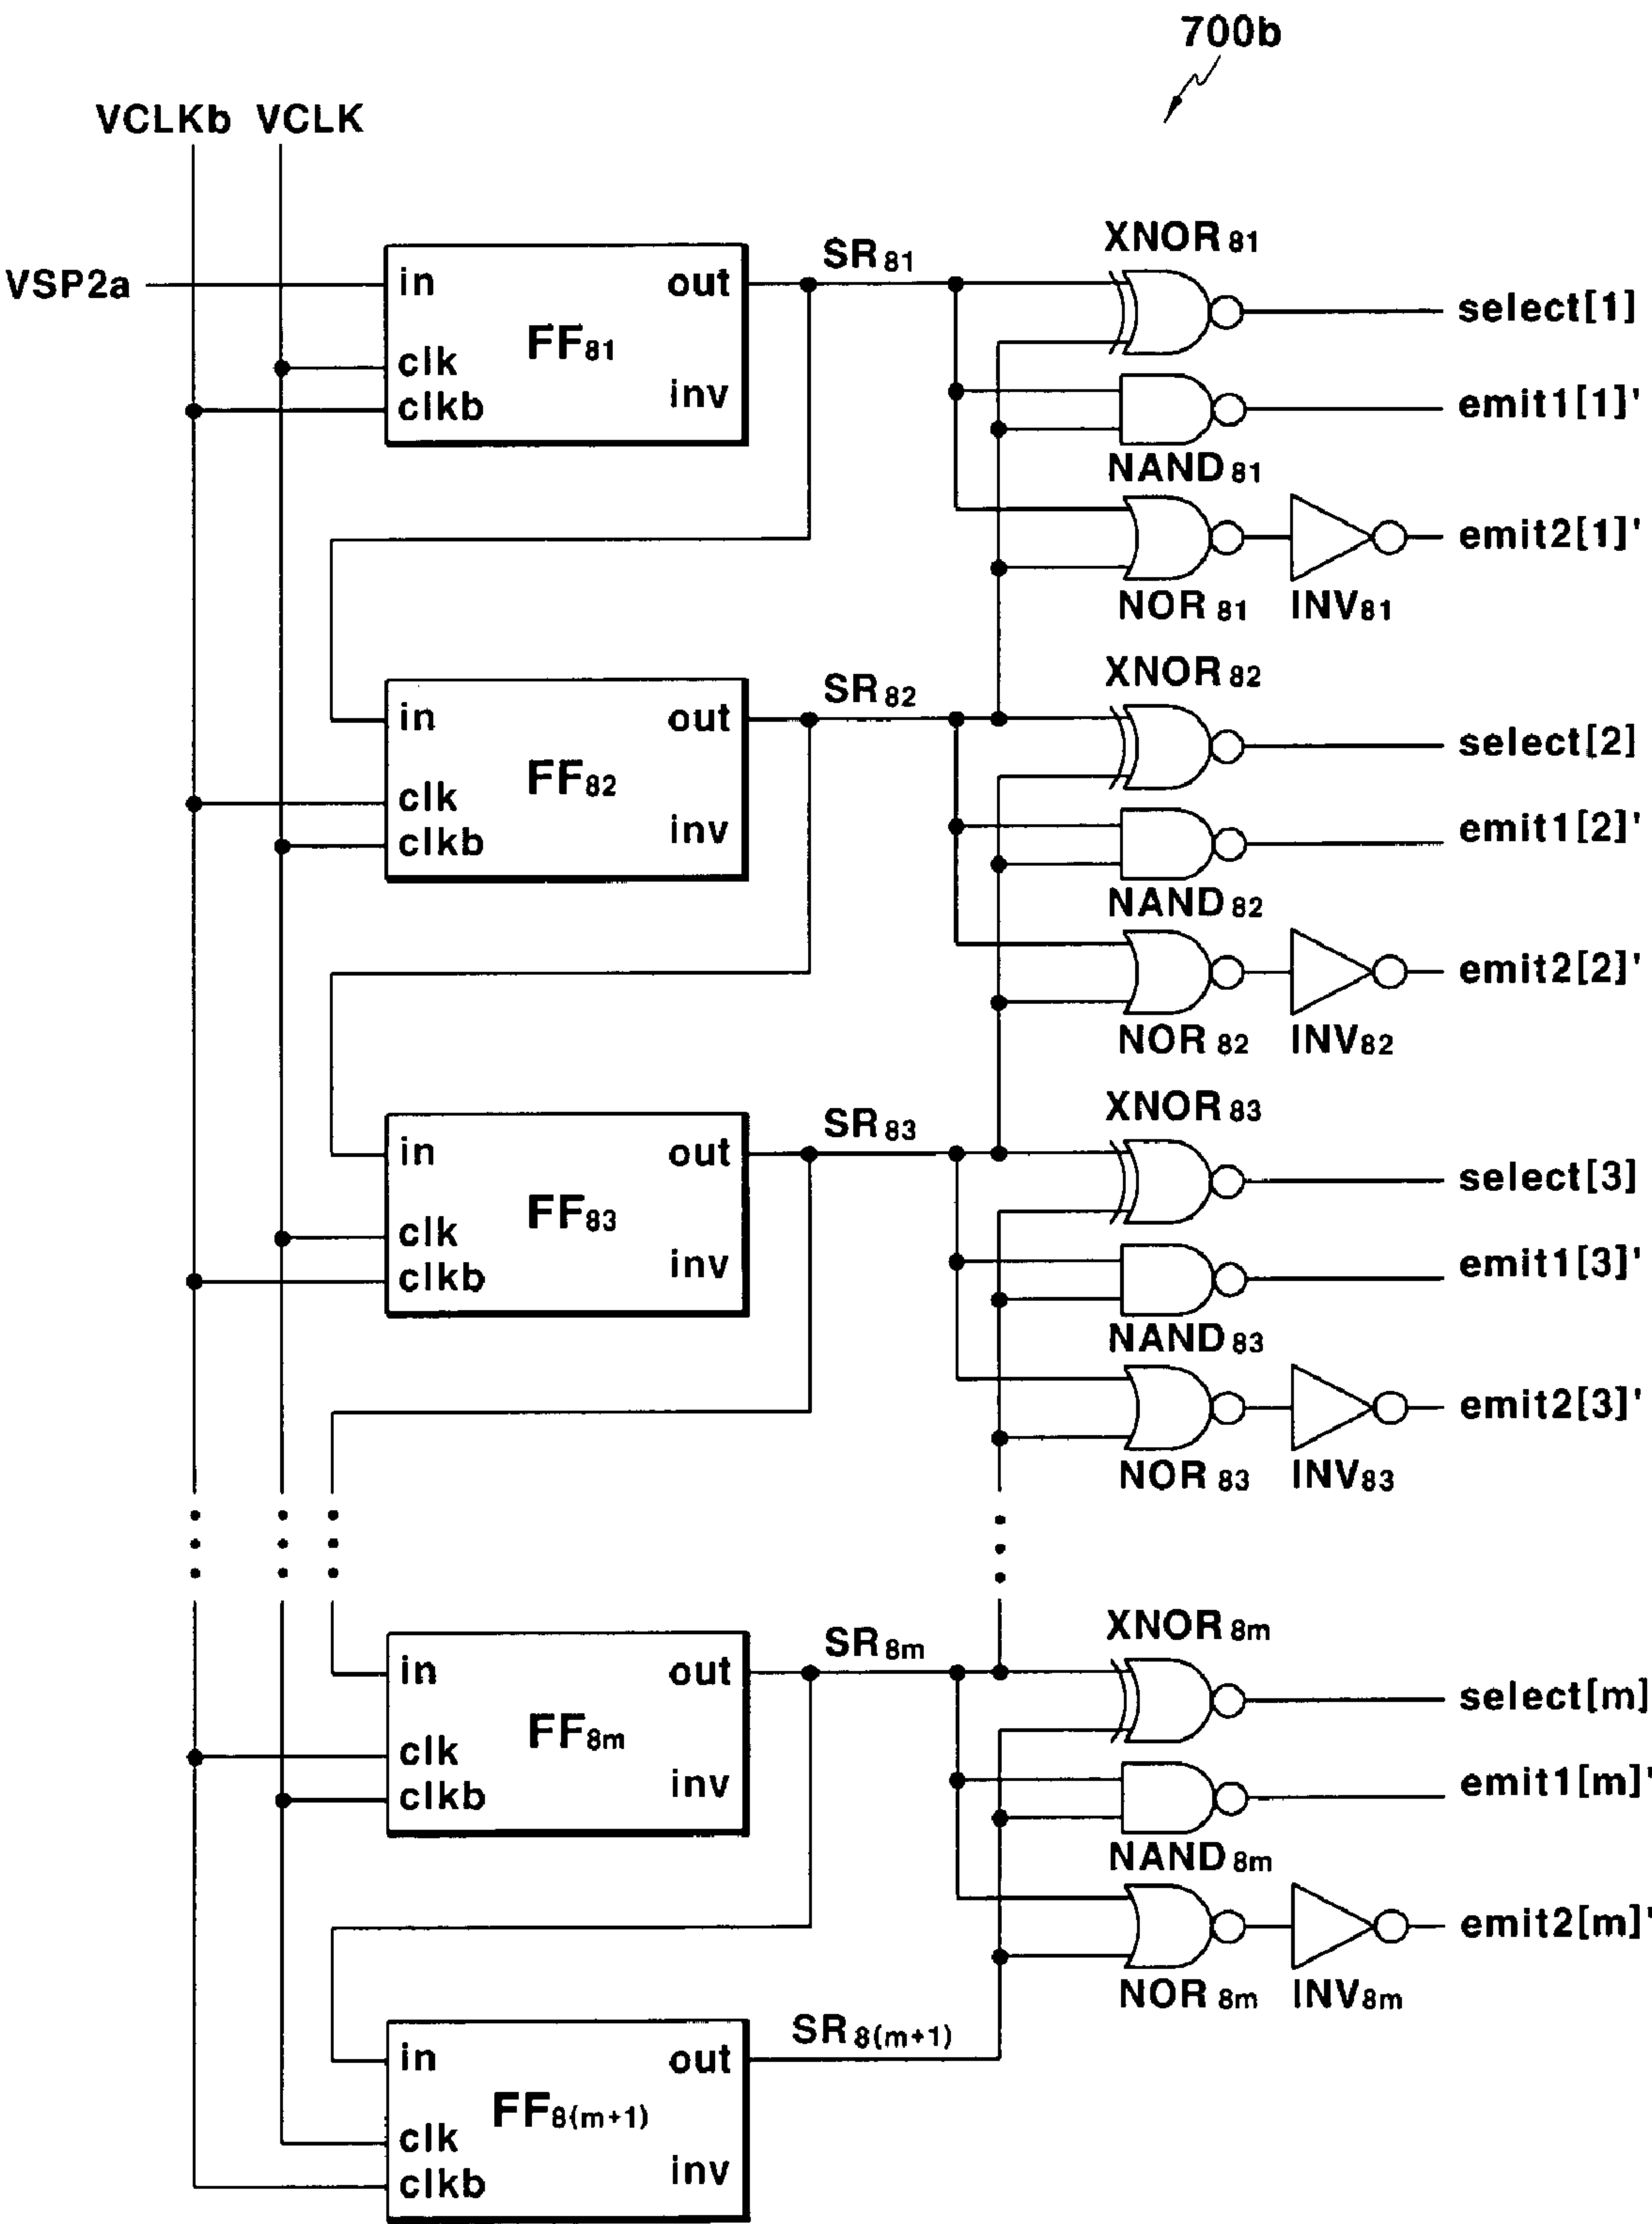 700b
VCLKb VCLK
VSP2a
in out
FF81
clk
clkb
inv
SR81
XNOR81
select[1]
emit1[1]'
NAND81
emit2[1]'
NOR81 INV81
in out
FF82
clk
clkb
inv
SR82
XNOR82
select[2]
emit1[2]'
NAND82
emit2[2]'
NOR82 INV82
in out
FF83
clk
clkb
inv
SR83
XNOR83
select[3]
emit1[3]'
NAND83
emit2[3]'
NOR83 INV83
in out
FF8m
clk
clkb
inv
SR8m
XNOR8m
select[m]
emit1[m]'
NAND8m
emit2[m]'
NOR8m INV8m
in out
FF8(m+1)
clk
clkb
inv
SR8(m+1)